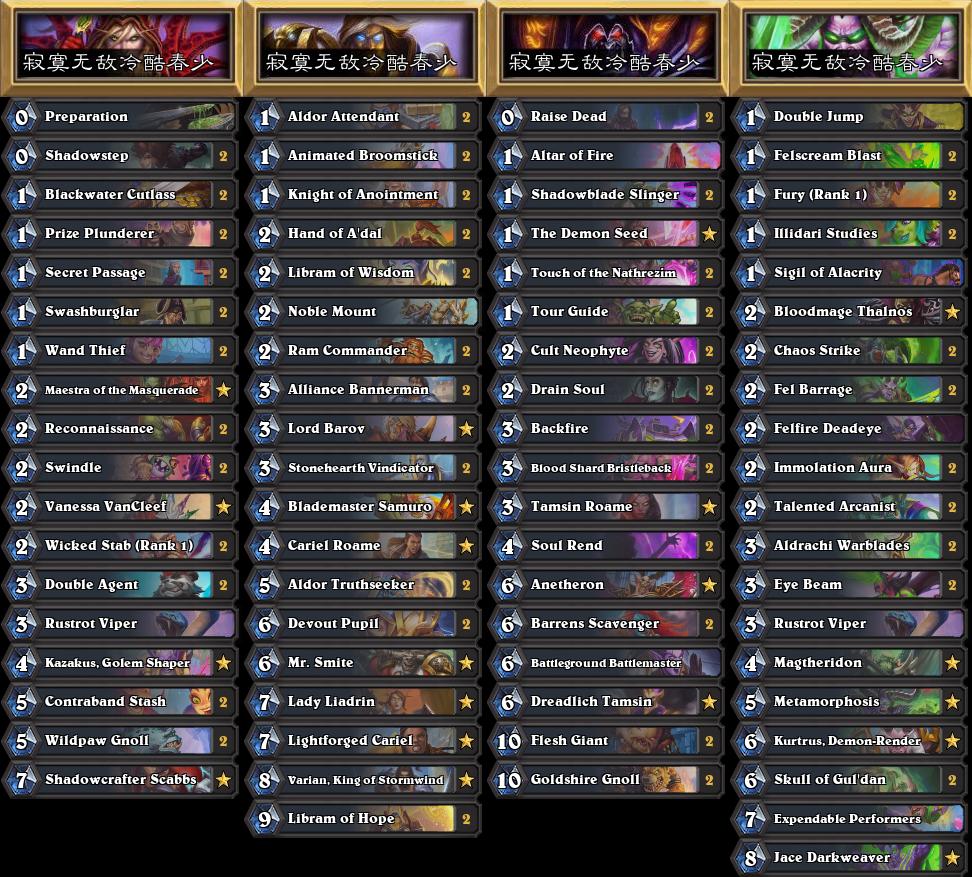 寂寞无敌冷酷春少
0 Preparation
0 Shadowstep 2
1 Blackwater Cutlass 2
1 Prize Plunderer 2
1 Secret Passage 2
1 Swashburglar 2
1 Wand Thief 2
2 Maestra of the Masquerade
2 Reconnaissance 2
2 Swindle 2
2 Vanessa VanCleef
2 Wicked Stab (Rank 1) 2
3 Double Agent 2
3 Rustrot Viper
4 Kazakus, Golem Shaper
5 Contraband Stash 2
5 Wildpaw Gnoll 2
7 Shadowcrafter Scabbs
寂寞无敌冷酷春少
1 Aldor Attendant 2
1 Animated Broomstick 2
1 Knight of Anointment 2
2 Hand of A'dal 2
2 Libram of Wisdom 2
2 Noble Mount
2 Ram Commander 2
3 Alliance Bannerman 2
3 Lord Barov
3 Stonehearth Vindicator 2
4 Blademaster Samuro
4 Cariel Roame
5 Aldor Truthseeker 2
6 Devout Pupil 2
6 Mr. Smite
7 Lady Liadrin
7 Lightforged Cariel
8 Varian, King of Stormwind
9 Libram of Hope 2
寂寞无敌冷酷春少
0 Raise Dead 2
1 Altar of Fire
1 Shadowblade Slinger 2
1 The Demon Seed
1 Touch of the Nathrezim 2
1 Tour Guide 2
2 Cult Neophyte 2
2 Drain Soul 2
3 Backfire 2
3 Blood Shard Bristleback 2
3 Tamsin Roame
4 Soul Rend 2
6 Anetheron
6 Barrens Scavenger 2
6 Battleground Battlemaster 2
6 Dreadlich Tamsin
10 Flesh Giant 2
10 Goldshire Gnoll 2
寂寞无敌冷酷春少
1 Double Jump
1 Felscream Blast 2
1 Fury (Rank 1) 2
1 Illidari Studies 2
1 Sigil of Alacrity
2 Bloodmage Thalnos
2 Chaos Strike 2
2 Fel Barrage 2
2 Felfire Deadeye
2 Immolation Aura 2
2 Talented Arcanist 2
3 Aldrachi Warblades 2
3 Eye Beam 2
3 Rustrot Viper
4 Magtheridon
5 Metamorphosis
6 Kurtrus, Demon-Render
6 Skull of Gul'dan 2
7 Expendable Performers
8 Jace Darkweaver